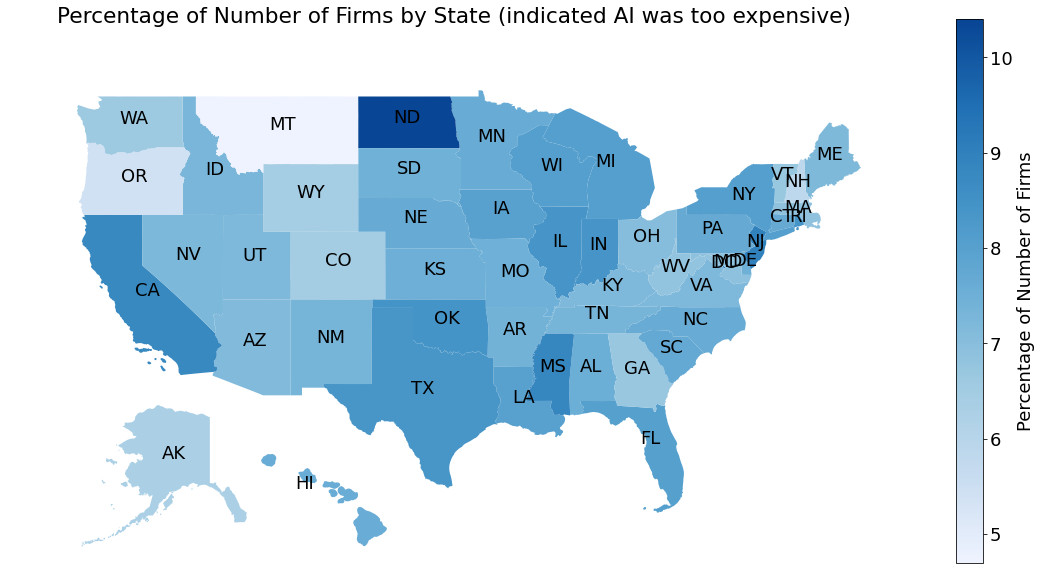 Percentage of Number of Firms by State (indicated AI was too expensive)
WA
MT
ND
MN
ME
OR
ID
SD
WI
MI
VT
NH
WY
NY
MA
IA
NE
CT
RI
PA
NV
UT
CO
KS
MO
IL
IN
OH
NJ
WV
MD
DC
DE
CA
KY
VA
AZ
NM
OK
AR
TN
NC
SC
TX
LA
MS
AL
GA
FL
AK
HI
10
9
8
7
6
5
Percentage of Number of Firms